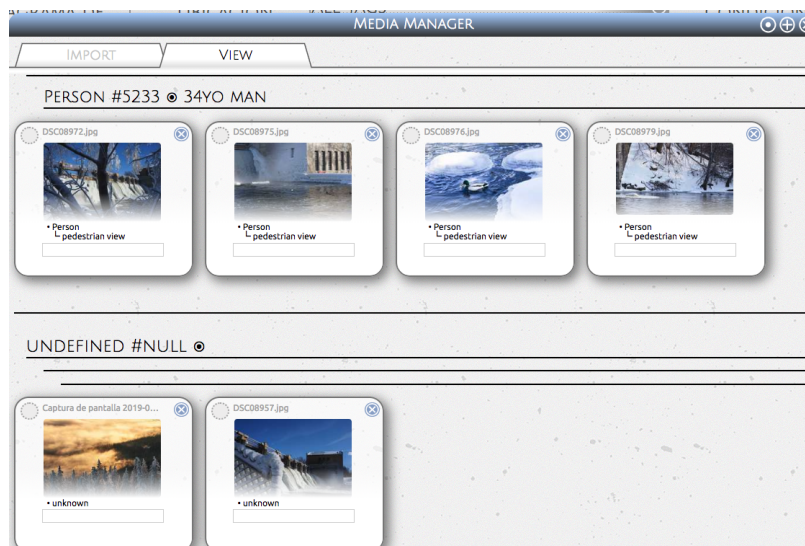 MEDIA MANAGER
IMPORT
VIEW
PERSON #5233 ◉ 34YO MAN
DSC08972.jpg
DSC08975.jpg
DSC08976.jpg
DSC08979.jpg
• Person
└ pedestrian view
• Person
└ pedestrian view
• Person
└ pedestrian view
• Person
└ pedestrian view
UNDEFINED #NULL ◉
Captura de pantalla 2019-0...
DSC08957.jpg
• unknown
• unknown